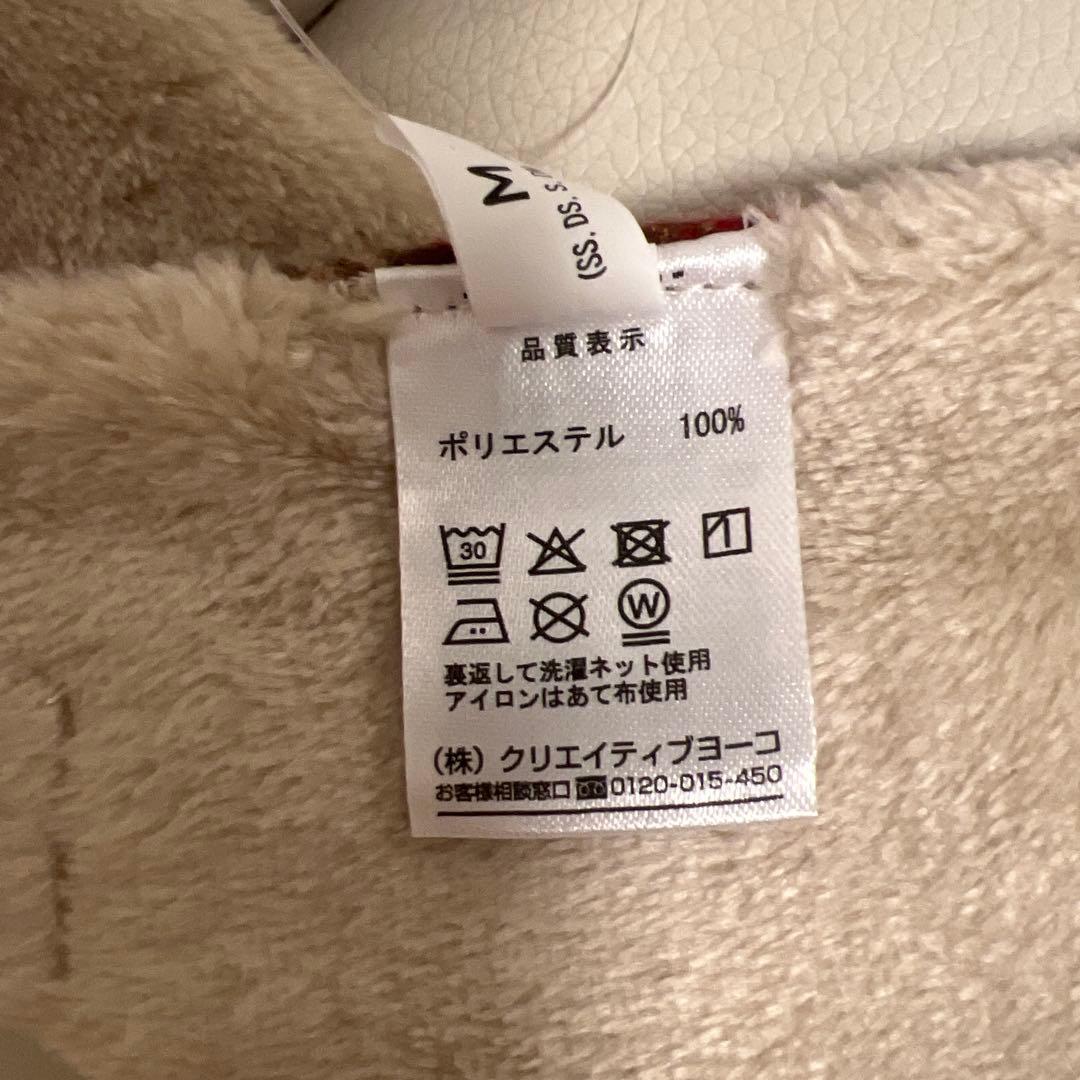 M
(SS. DS. S
品質表示
ポリエステル 100%
30
W
裏返して洗濯ネット使用
アイロンはあて布使用
(株) クリエイティブヨーコ
お客様相談窓口 0120-015-450